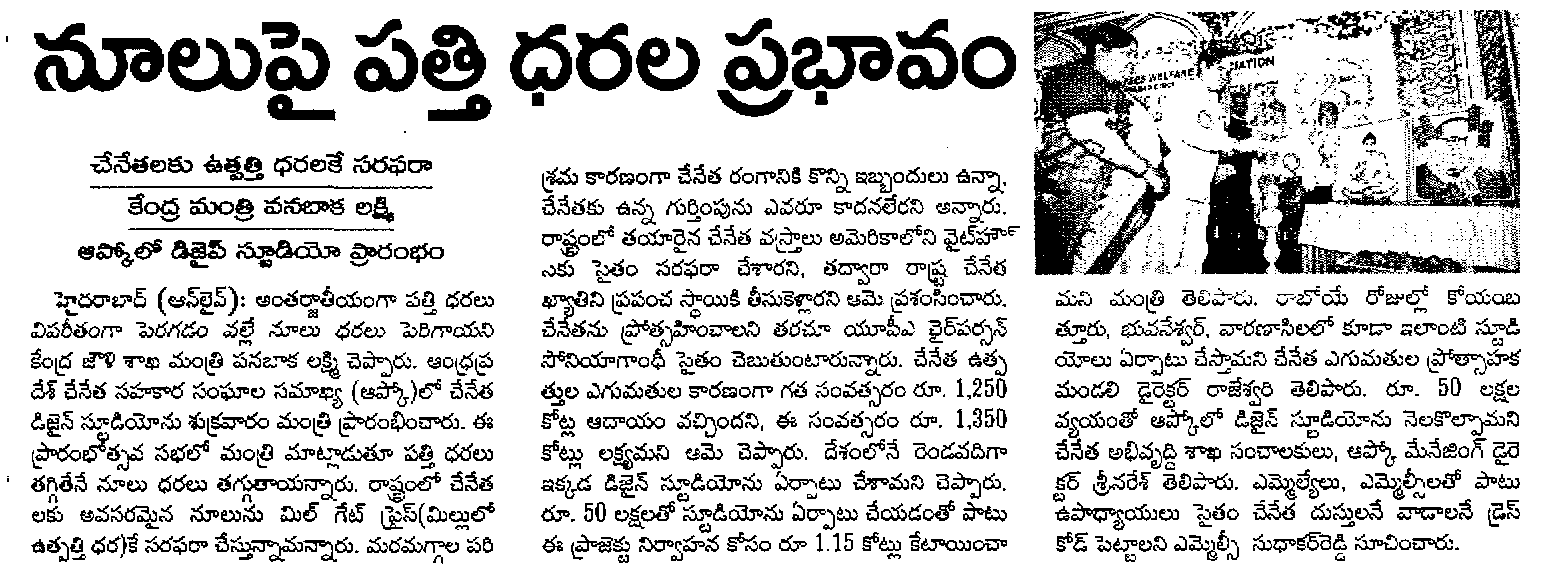 నూలుపై పత్తి ధరల ప్రభావం
చేనేతలకు ఉత్పత్తి ధరలకే సరఫరా
కేంద్ర మంత్రి పనబాక లక్ష్మి
ఆప్కోలో డిజైన్ స్టూడియో ప్రారంభం
హైదరాబాద్ (ఆన్‌లైన్): అంతర్జాతీయంగా పత్తి ధరలు
విపరీతంగా పెరగడం వల్లే నూలు ధరలు పెరిగాయని
కేంద్ర జౌళి శాఖ మంత్రి పనబాక లక్ష్మి చెప్పారు. ఆంధ్రప్ర
దేశ్ చేనేత సహకార సంఘాల సమాఖ్య (ఆప్కో)లో చేనేత
డిజైన్ స్టూడియోను శుక్రవారం మంత్రి ప్రారంభించారు. ఈ
ప్రారంభోత్సవ సభలో మంత్రి మాట్లాడుతూ పత్తి ధరలు
తగ్గితేనే నూలు ధరలు తగ్గుతాయన్నారు. రాష్ట్రంలో చేనేత
లకు అవసరమైన నూలును మిల్ గేట్ ప్రైస్(మిల్లులో
ఉత్పత్తి ధర)కే సరఫరా చేస్తున్నామన్నారు. మరమగ్గాల పరి
శ్రమ కారణంగా చేనేత రంగానికి కొన్ని ఇబ్బందులు ఉన్నా,
చేనేతకు ఉన్న గుర్తింపును ఎవరూ కాదనలేరని అన్నారు.
రాష్ట్రంలో తయారైన చేనేత వస్త్రాలు అమెరికాలోని వైట్‌హౌ
స్‌కు సైతం సరఫరా చేశారని, తద్వారా రాష్ట్ర చేనేత
ఖ్యాతిని ప్రపంచ స్థాయికి తీసుకెళ్లారని ఆమె ప్రశంసించారు.
చేనేతను ప్రోత్సహించాలని తరచూ యూపీఎ ఛైర్‌పర్సన్
సోనియాగాంధీ సైతం చెబుతుంటారున్నారు. చేనేత ఉత్ప
త్తుల ఎగుమతుల కారణంగా గత సంవత్సరం రూ. 1,250
కోట్ల ఆదాయం వచ్చిందని, ఈ సంవత్సరం రూ. 1,350
కోట్లు లక్ష్యమని ఆమె చెప్పారు. దేశంలోనే రెండవదిగా
ఇక్కడ డిజైన్ స్టూడియోను ఏర్పాటు చేశామని చెప్పారు.
రూ. 50 లక్షలతో స్టూడియోను ఏర్పాటు చేయడంతో పాటు
ఈ ప్రాజెక్టు నిర్వాహన కోసం రూ 1.15 కోట్లు కేటాయించా
WELFARE
మని మంత్రి తెలిపారు. రాబోయే రోజుల్లో కోయంబ
త్తూరు, భువనేశ్వర్, వారణాసిలలో కూడా ఇలాంటి స్టూడి
యోలు ఏర్పాటు చేస్తామని చేనేత ఎగుమతుల ప్రోత్సాహక
మండలి డైరెక్టర్ రాజేశ్వరి తెలిపారు. రూ. 50 లక్షల
వ్యయంతో ఆప్కోలో డిజైన్ స్టూడియోను నెలకొల్పామని
చేనేత అభివృద్ధి శాఖ సంచాలకులు, ఆప్కో మేనేజింగ్ డైరె
క్టర్ శ్రీనరేశ్ తెలిపారు. ఎమ్మెల్యేలు, ఎమ్మెల్సీలతో పాటు
ఉపాధ్యాయులు సైతం చేనేత దుస్తులనే వాడాలనే డ్రెస్
కోడ్ పెట్టాలని ఎమ్మెల్సీ సుధాకర్‌రెడ్డి సూచించారు.